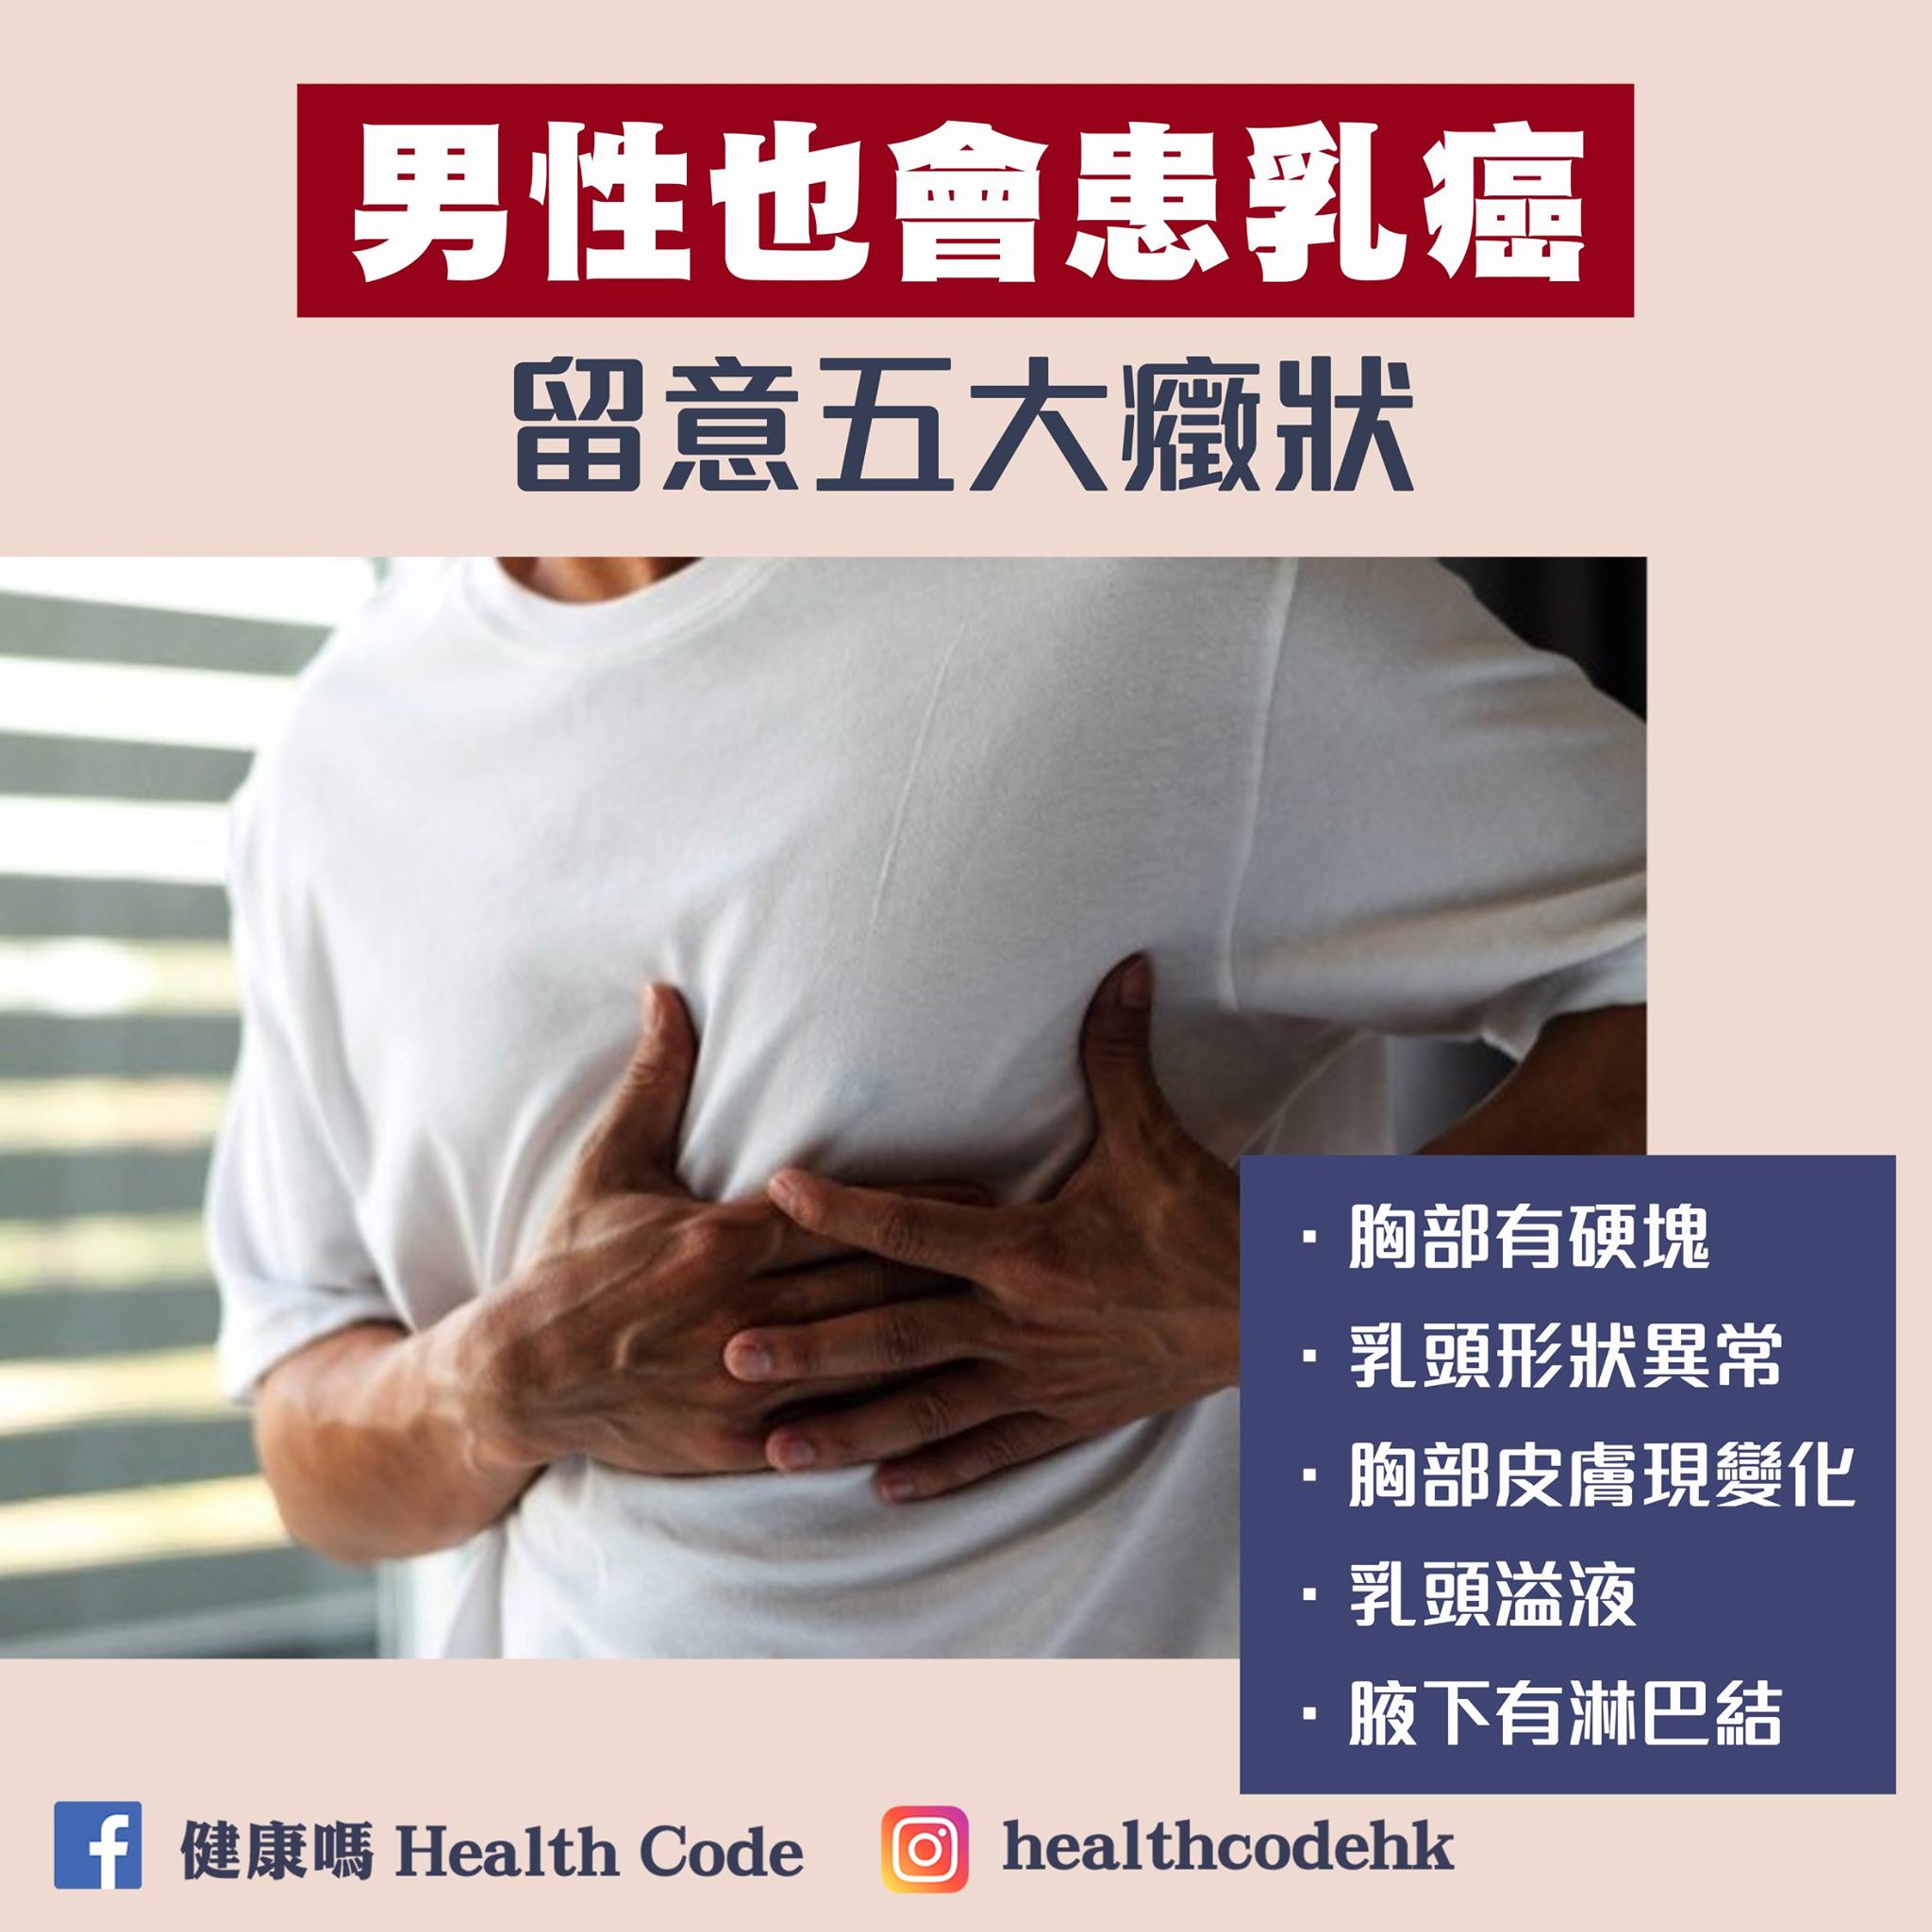 男性也會患乳癌
留意五大癥狀
· 胸部有硬塊
· 乳頭形狀異常
· 胸部皮膚現變化
· 乳頭溢液
· 腋下有淋巴結
健康嗎 Health Code
healthcodehk